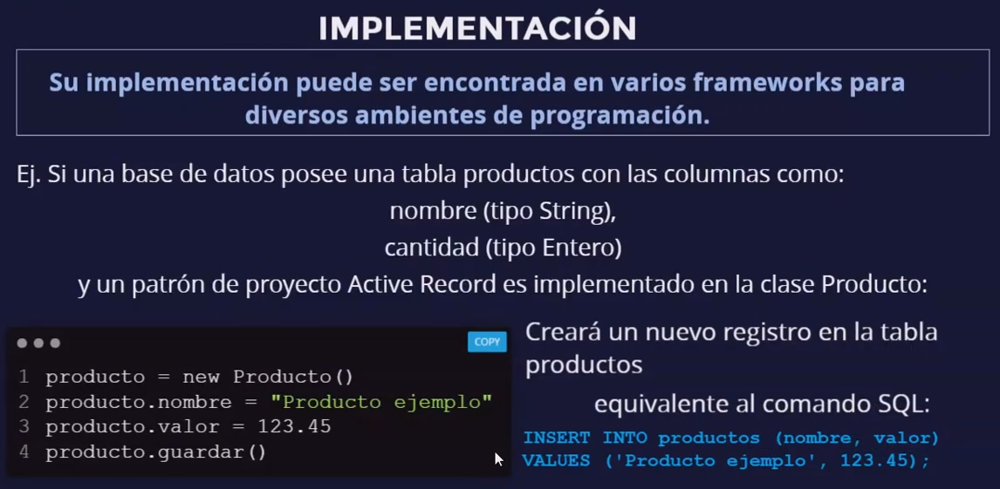 IMPLEMENTACIÓN
Su implementación puede ser encontrada en varios frameworks para
diversos ambientes de programación.
Ej. Si una base de datos posee una tabla productos con las columnas como:
nombre (tipo String),
cantidad (tipo Entero)
y un patrón de proyecto Active Record es implementado en la clase Producto:
COPY
1 producto = new Producto()
2 producto.nombre = "Producto ejemplo"
3 producto.valor = 123.45
4 producto.guardar()
Creará un nuevo registro en la tabla
productos
equivalente al comando SQL:
INSERT INTO productos (nombre, valor)
VALUES ('Producto ejemplo', 123.45);